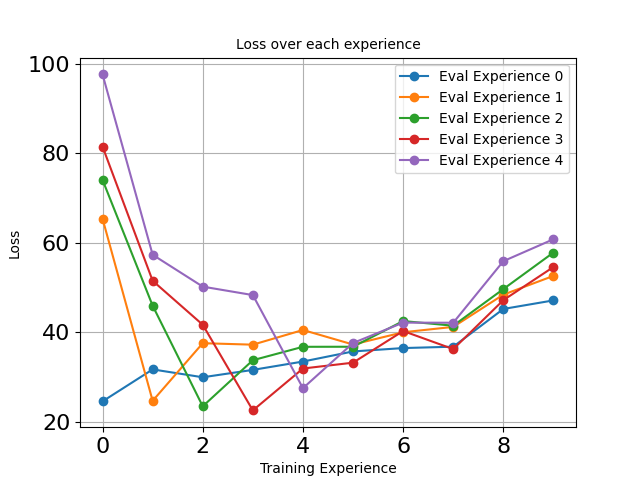 Loss over each experience
100
80
60
40
20
Loss
0 2 4 6 8
Training Experience
Eval Experience 0
Eval Experience 1
Eval Experience 2
Eval Experience 3
Eval Experience 4